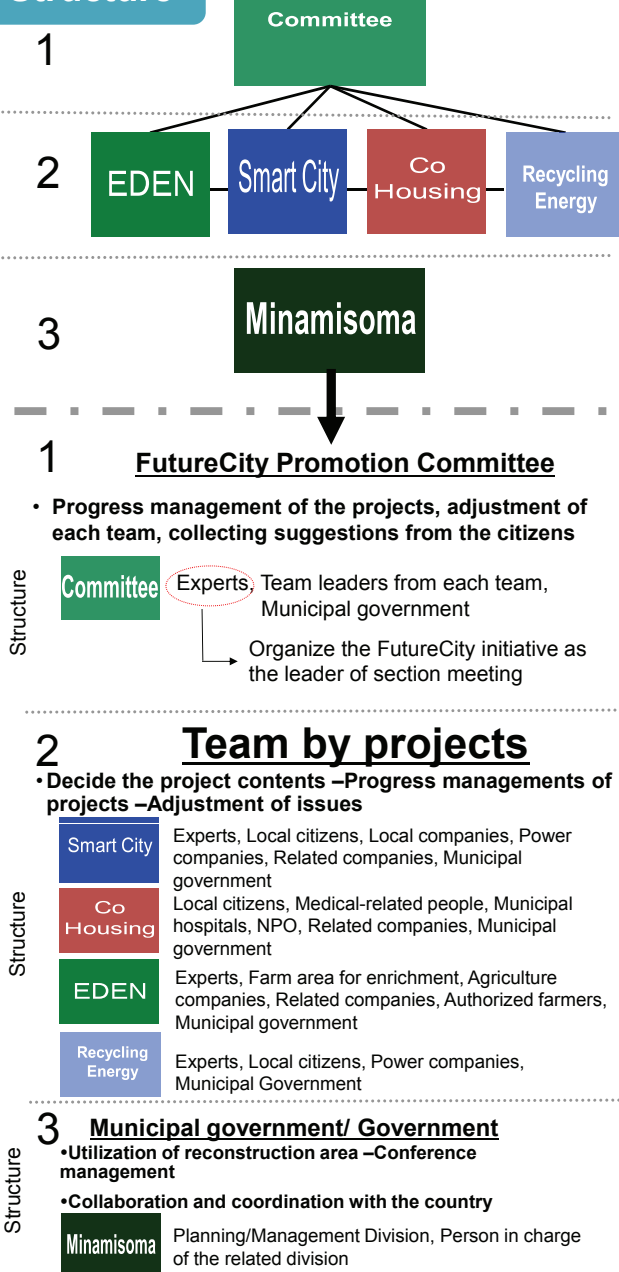 Structure
1
Committee
2
EDEN
Smart City
Co
Housing
Recycling
Energy
3
Minamisoma
1
FutureCity Promotion Committee
• Progress management of the projects, adjustment of
each team, collecting suggestions from the citizens
Structure
Committee
Experts, Team leaders from each team,
Municipal government
Organize the FutureCity initiative as
the leader of section meeting
2
Team by projects
•Decide the project contents –Progress managements of
projects –Adjustment of issues
Structure
Smart City
Experts, Local citizens, Local companies, Power
companies, Related companies, Municipal
government
Co
Housing
Local citizens, Medical-related people, Municipal
hospitals, NPO, Related companies, Municipal
government
EDEN
Experts, Farm area for enrichment, Agriculture
companies, Related companies, Authorized farmers,
Municipal government
Recycling
Energy
Experts, Local citizens, Power companies,
Municipal Government
3
Municipal government/ Government
•Utilization of reconstruction area –Conference
management
•Collaboration and coordination with the country
Structure
Minamisoma
Planning/Management Division, Person in charge
of the related division